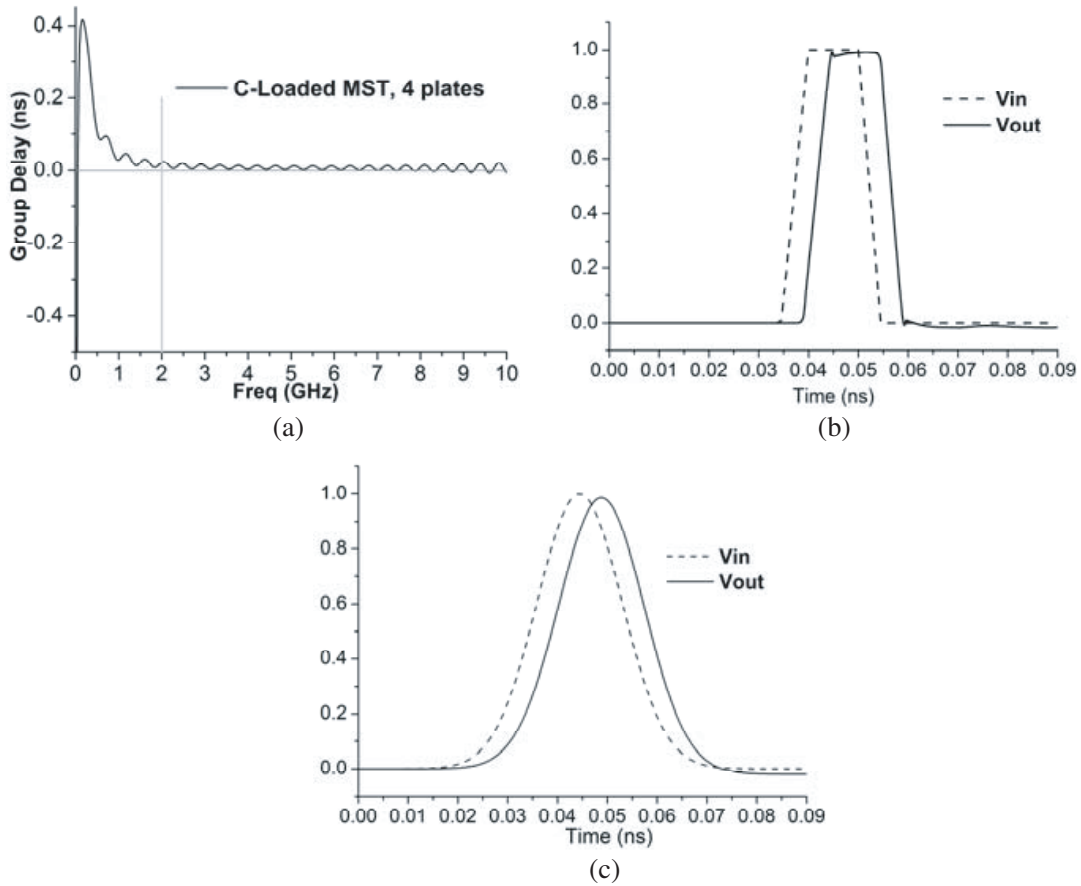 0.4
0.2
0.0
-0.2
-0.4
Group Delay (ns)
C-Loaded MST, 4 plates
0 1 2 3 4 5 6 7 8 9 10
Freq (GHz)
(a)
1.0
0.8
0.6
0.4
0.2
0.0
Vin
Vout
0.00 0.01 0.02 0.03 0.04 0.05 0.06 0.07 0.08 0.09
Time (ns)
(b)
1.0
0.8
0.6
0.4
0.2
0.0
Vin
Vout
0.00 0.01 0.02 0.03 0.04 0.05 0.06 0.07 0.08 0.09
Time (ns)
(c)